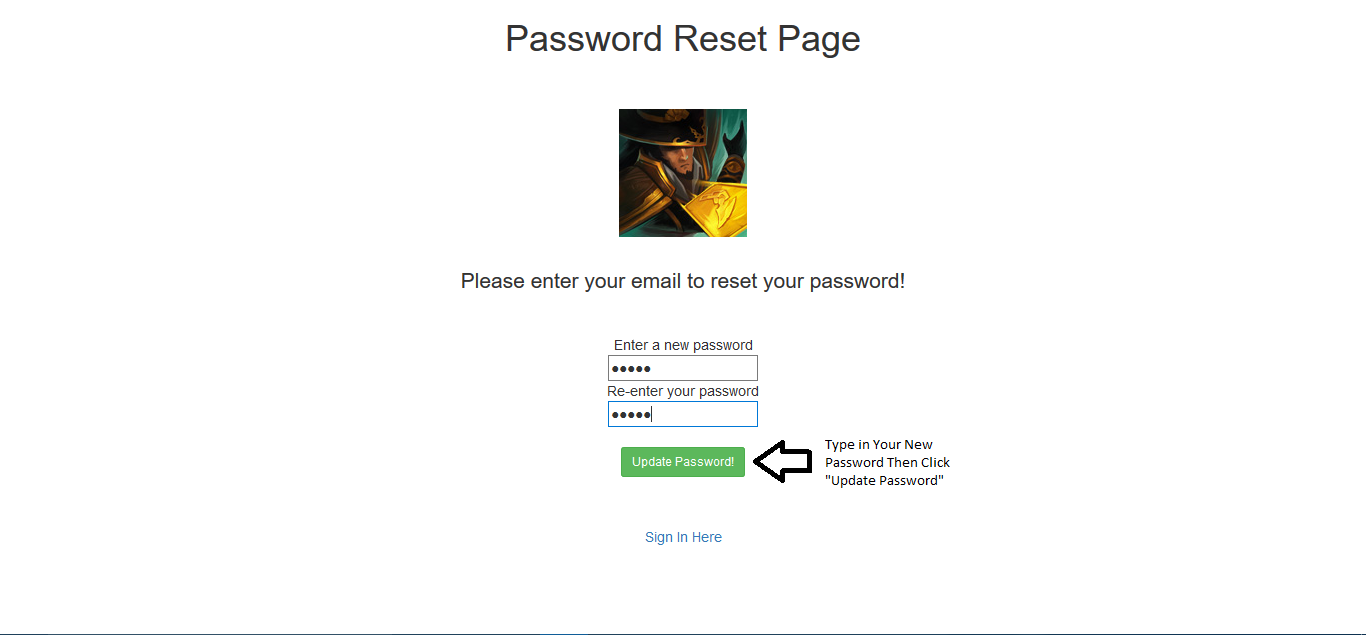 Password Reset Page
Please enter your email to reset your password!
Enter a new password
●●●●●
Re-enter your password
●●●●●
Update Password!
Type in Your New
Password Then Click
"Update Password"
Sign In Here